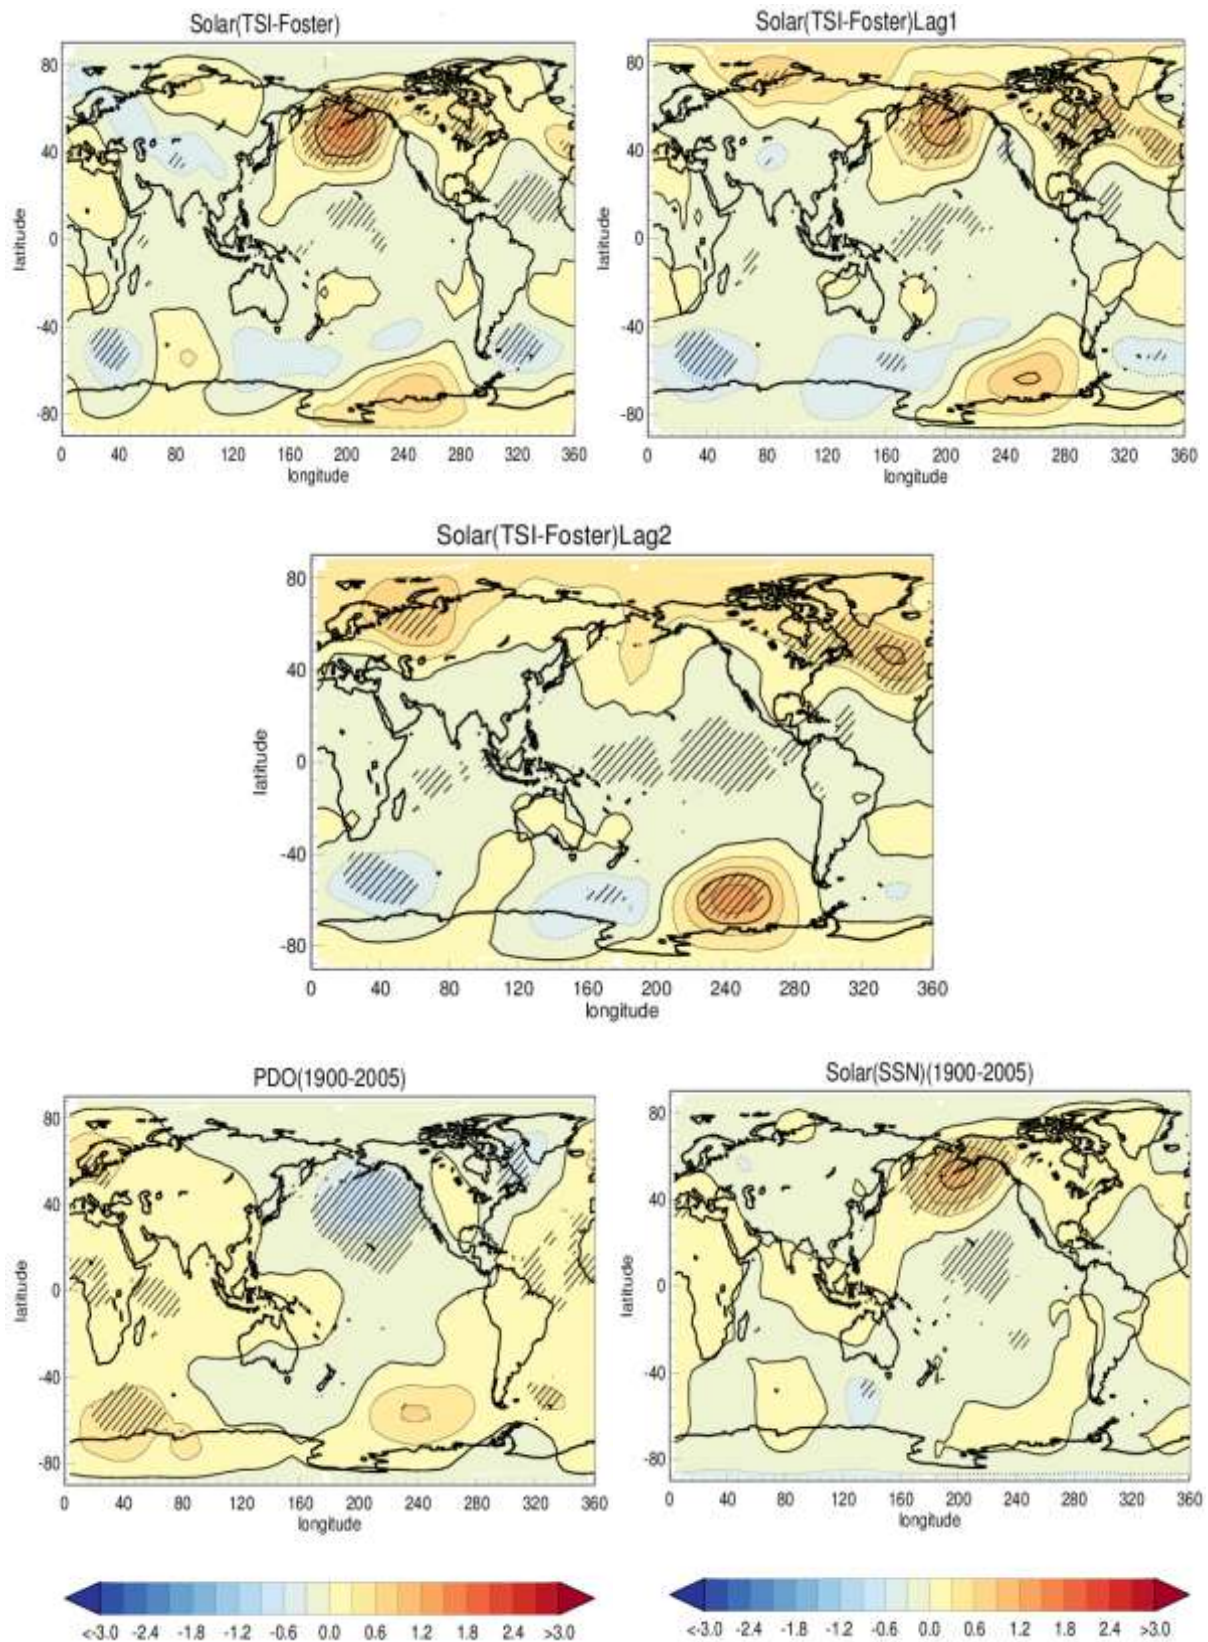 Solar(TSI-Foster)
80
40
0
-40
-80
latitude
0 40 80 120 160 200 240 280 320 360
longitude
Solar(TSI-Foster)Lag1
80
40
0
-40
-80
latitude
0 40 80 120 160 200 240 280 320 360
longitude
Solar(TSI-Foster)Lag2
80
40
0
-40
-80
latitude
0 40 80 120 160 200 240 280 320 360
longitude
PDO(1900-2005)
80
40
0
-40
-80
latitude
0 40 80 120 160 200 240 280 320 360
longitude
Solar(SSN)(1900-2005)
80
40
0
-40
-80
latitude
0 40 80 120 160 200 240 280 320 360
longitude
<-3.0 -2.4 -1.8 -1.2 -0.6 0.0 0.6 1.2 1.8 2.4 >3.0
<-3.0 -2.4 -1.8 -1.2 -0.6 0.0 0.6 1.2 1.8 2.4 >3.0